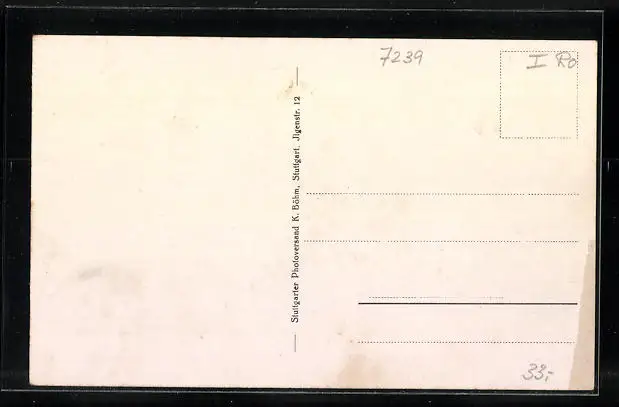 7239
I Ro
Stuttgarter Photoversand K. Böhm, Stuttgart, Jlgenstr. 12
33,-